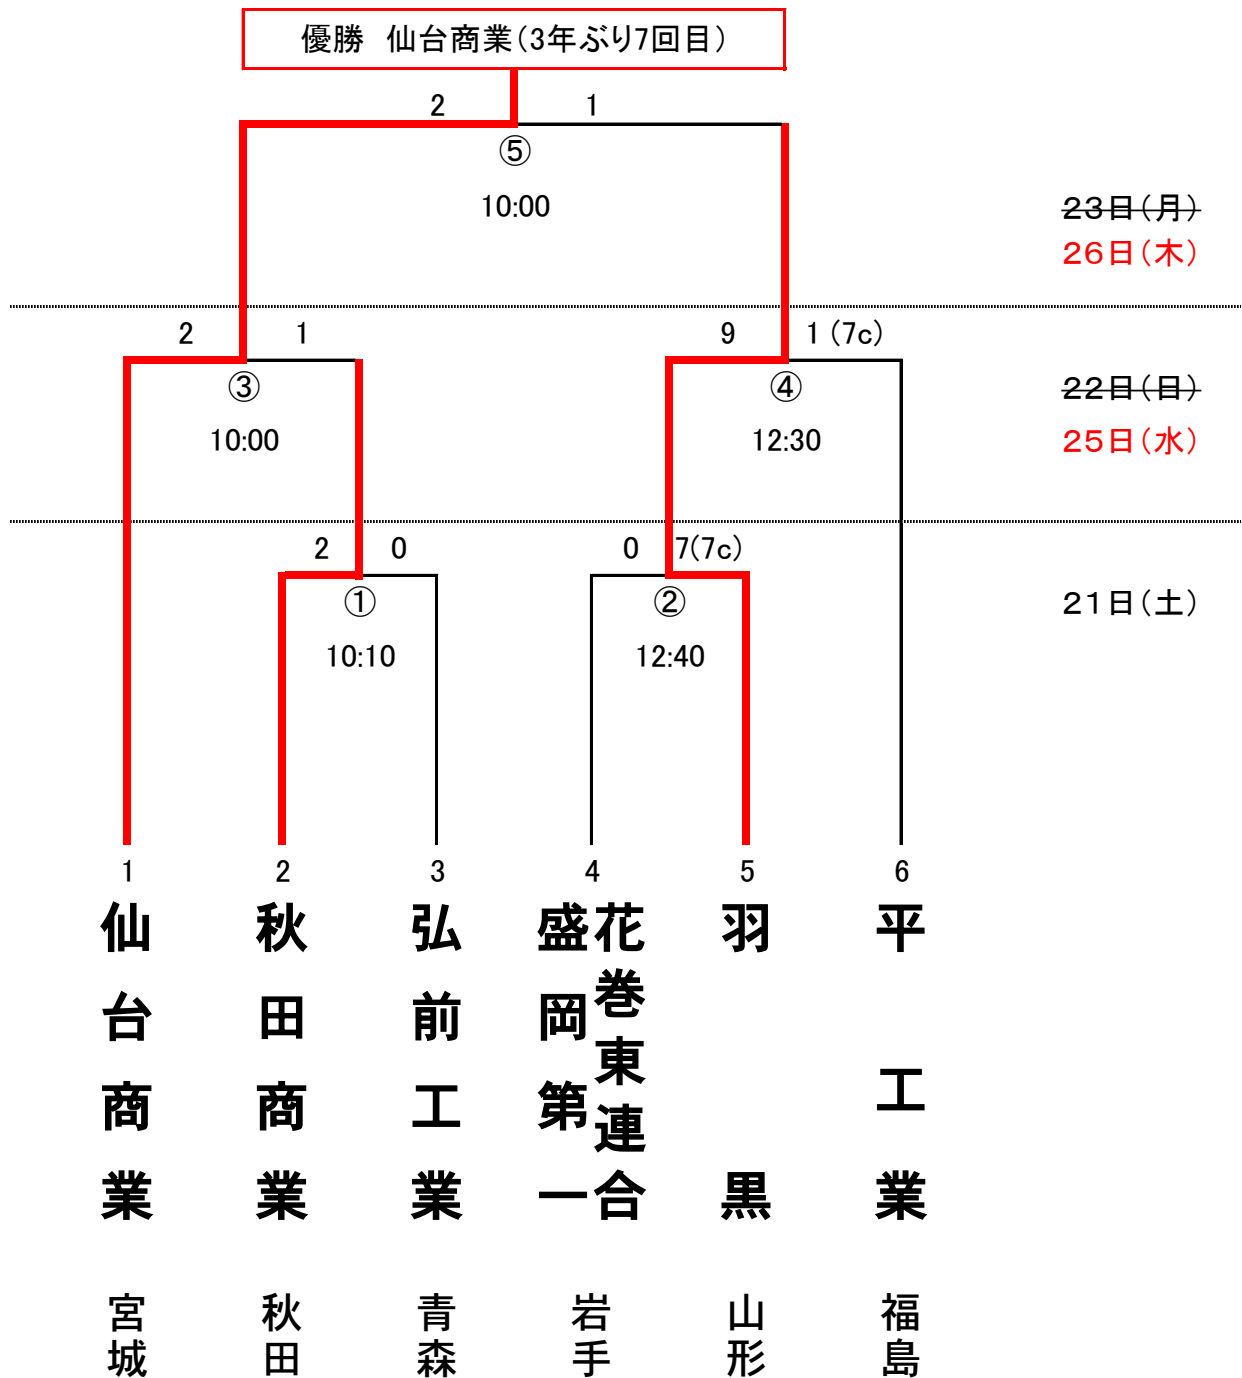 優勝 仙台商業(3年ぶり7回目)
2 1
⑤
10:00
23日(月)
26日(木)
2 1 9 1 (7c)
③ ④
22日(日)
10:00 12:30
25日(水)
2 0 0 7(7c)
① ②
21日(土)
10:10 12:40
1 2 3 4 5 6
仙台商業
秋田商業
弘前工業
盛岡第一
花巻東連合
羽黒
平工業
宮城
秋田
青森
岩手
山形
福島